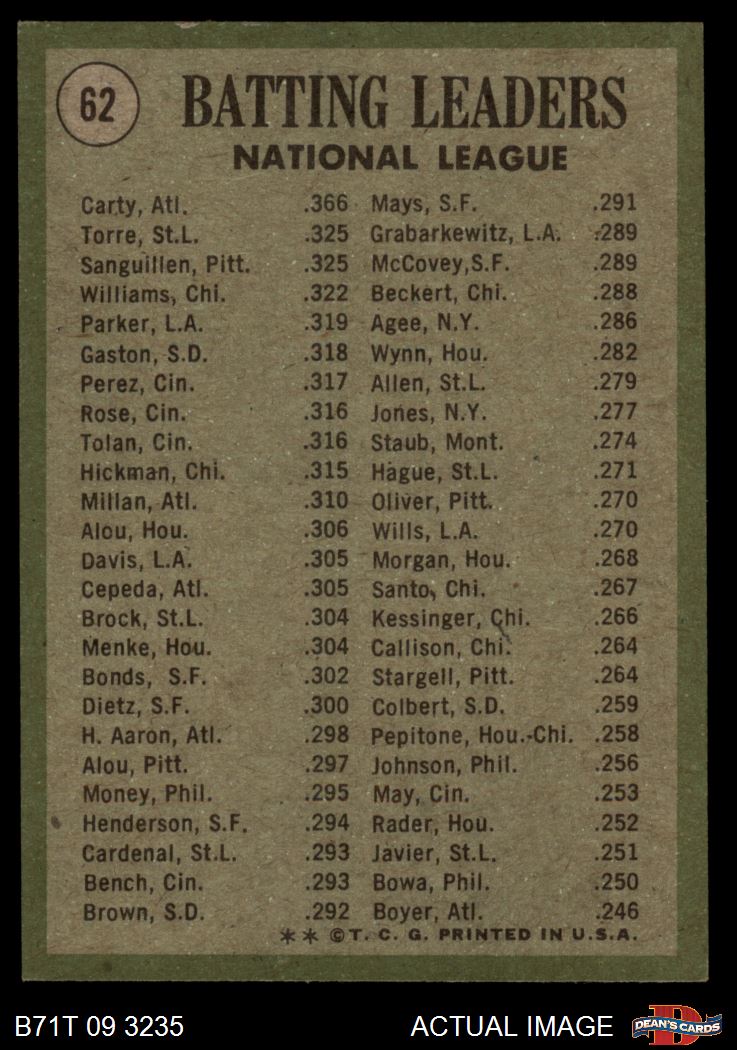 62
BATTING LEADERS
NATIONAL LEAGUE
Carty, Atl. .366
Torre, St.L. .325
Sanguillen, Pitt. .325
Williams, Chi. .322
Parker, L.A. .319
Gaston, S.D. .318
Perez, Cin. .317
Rose, Cin. .316
Tolan, Cin. .316
Hickman, Chi. .315
Millan, Atl. .310
Alou, Hou. .306
Davis, L.A. .305
Cepeda, Atl. .305
Brock, St.L. .304
Menke, Hou. .304
Bonds, S.F. .302
Dietz, S.F. .300
H. Aaron, Atl. .298
Alou, Pitt. .297
Money, Phil. .295
Henderson, S.F. .294
Cardenal, St.L. .293
Bench, Cin. .293
Brown, S.D. .292
Mays, S.F. .291
Grabarkewitz, L.A. .289
McCovey,S.F. .289
Beckert, Chi. .288
Agee, N.Y. .286
Wynn, Hou. .282
Allen, St.L. .279
Jones, N.Y. .277
Staub, Mont. .274
Hague, St.L. .271
Oliver, Pitt. .270
Wills, L.A. .270
Morgan, Hou. .268
Santo, Chi. .267
Kessinger, Chi. .266
Callison, Chi. .264
Stargell, Pitt. .264
Colbert, S.D. .259
Pepitone, Hou.-Chi. .258
Johnson, Phil. .256
May, Cin. .253
Rader, Hou. .252
Javier, St.L. .251
Bowa, Phil. .250
Boyer, Atl. .246
** ©T. C. G. PRINTED IN U.S.A.
B71T 09 3235
ACTUAL IMAGE
D
DEAN'S CARDS